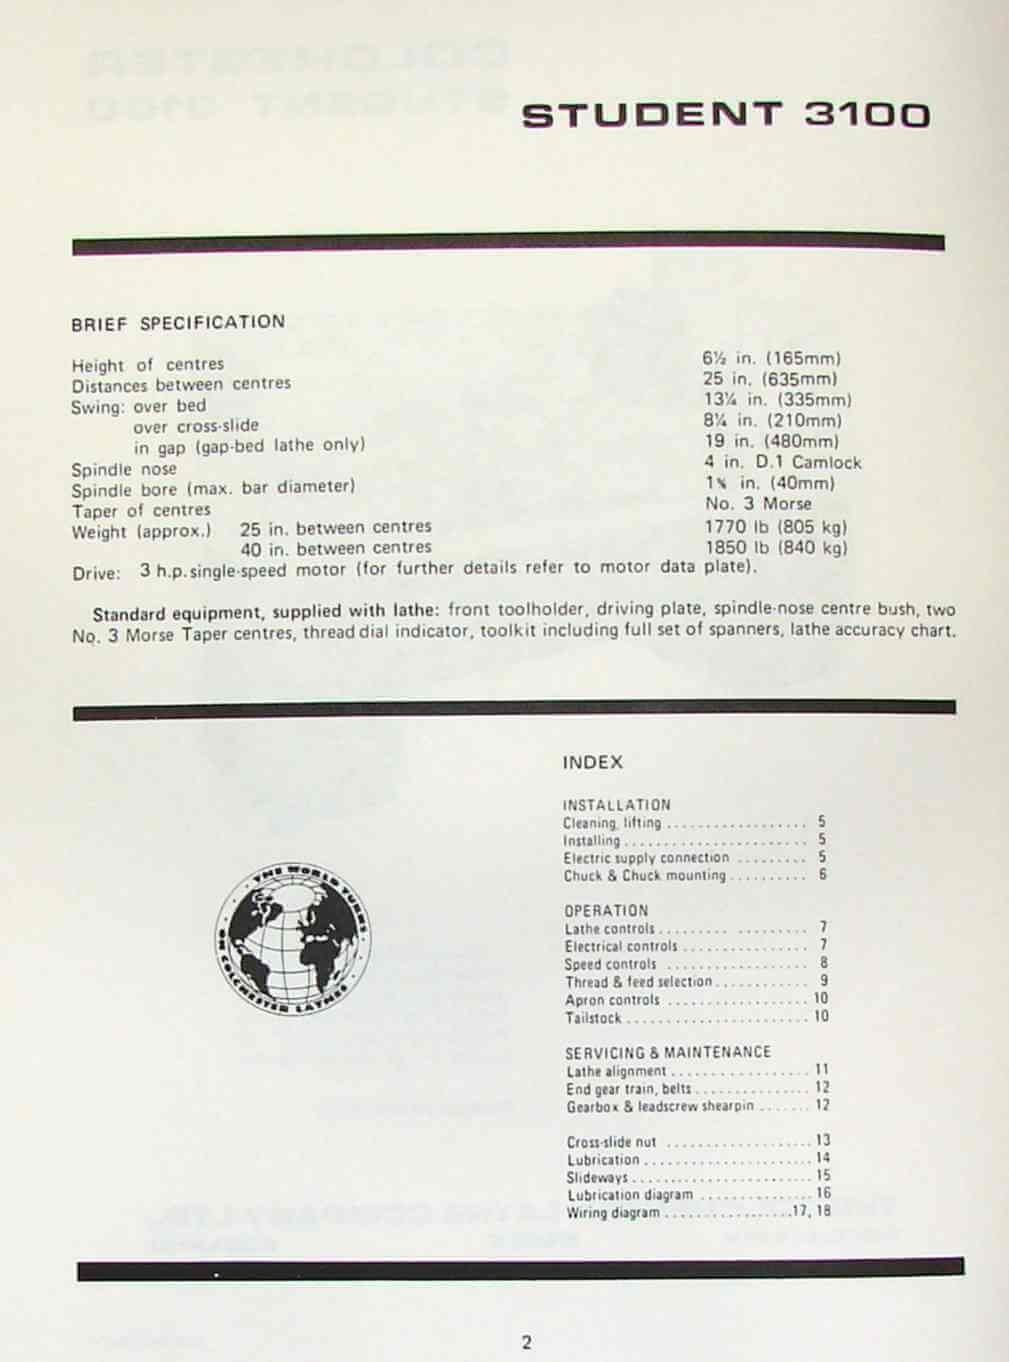 STUDENT 3100
BRIEF SPECIFICATION
Height of centres 6½ in. (165mm)
Distances between centres 25 in. (635mm)
Swing: over bed 13¼ in. (335mm)
over cross-slide 8¼ in. (210mm)
in gap (gap-bed lathe only) 19 in. (480mm)
Spindle nose 4 in. D.1 Camlock
Spindle bore (max. bar diameter) in. (40mm)
Taper of centres No. 3 Morse
Weight (approx.) 25 in. between centres 1770 lb (805 kg)
40 in. between centres 1850 lb (840 kg)
Drive: 3 h.p. single-speed motor (for further details refer to motor data plate).
Standard equipment, supplied with lathe: front toolholder, driving plate, spindle-nose centre bush, two
No. 3 Morse Taper centres, thread dial indicator, toolkit including full set of spanners, lathe accuracy chart.
INDEX
INSTALLATION
Cleaning, lifting .................. 5
Installing ........................ 5
Electric supply connection ......... 5
Chuck & Chuck mounting .......... 6
OPERATION
Lathe controls ..... ......... 7
Electrical controls ................ 7
Speed controls .................. 8
Thread & feed selection ............ 9
Apron controls .................. 10
Tailstock ........................ 10
SERVICING & MAINTENANCE
Lathe alignment .................. 11
End gear train, belts ............... 12
Gearbox & leadscrew shearpin ....... 12
Cross-slide nut ................... 13
Lubrication ...................... 14
Slideways ........................ 15
Lubrication diagram .............. 16
Wiring diagram ................. 17, 18
THE WORLD TURNS
ON COLCHESTER LATHES
2